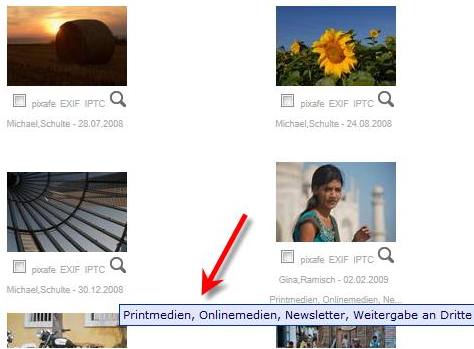 pixafe EXIF IPTC
Michael,Schulte - 28.07.2008
pixafe EXIF IPTC
Michael,Schulte - 24.08.2008
pixafe EXIF IPTC
Michael,Schulte - 30.12.2008
pixafe EXIF IPTC
Gina,Ramisch - 02.02.2009
Printmedien, Onlinemedien, Ne...
Printmedien, Onlinemedien, Newsletter, Weitergabe an Dritte